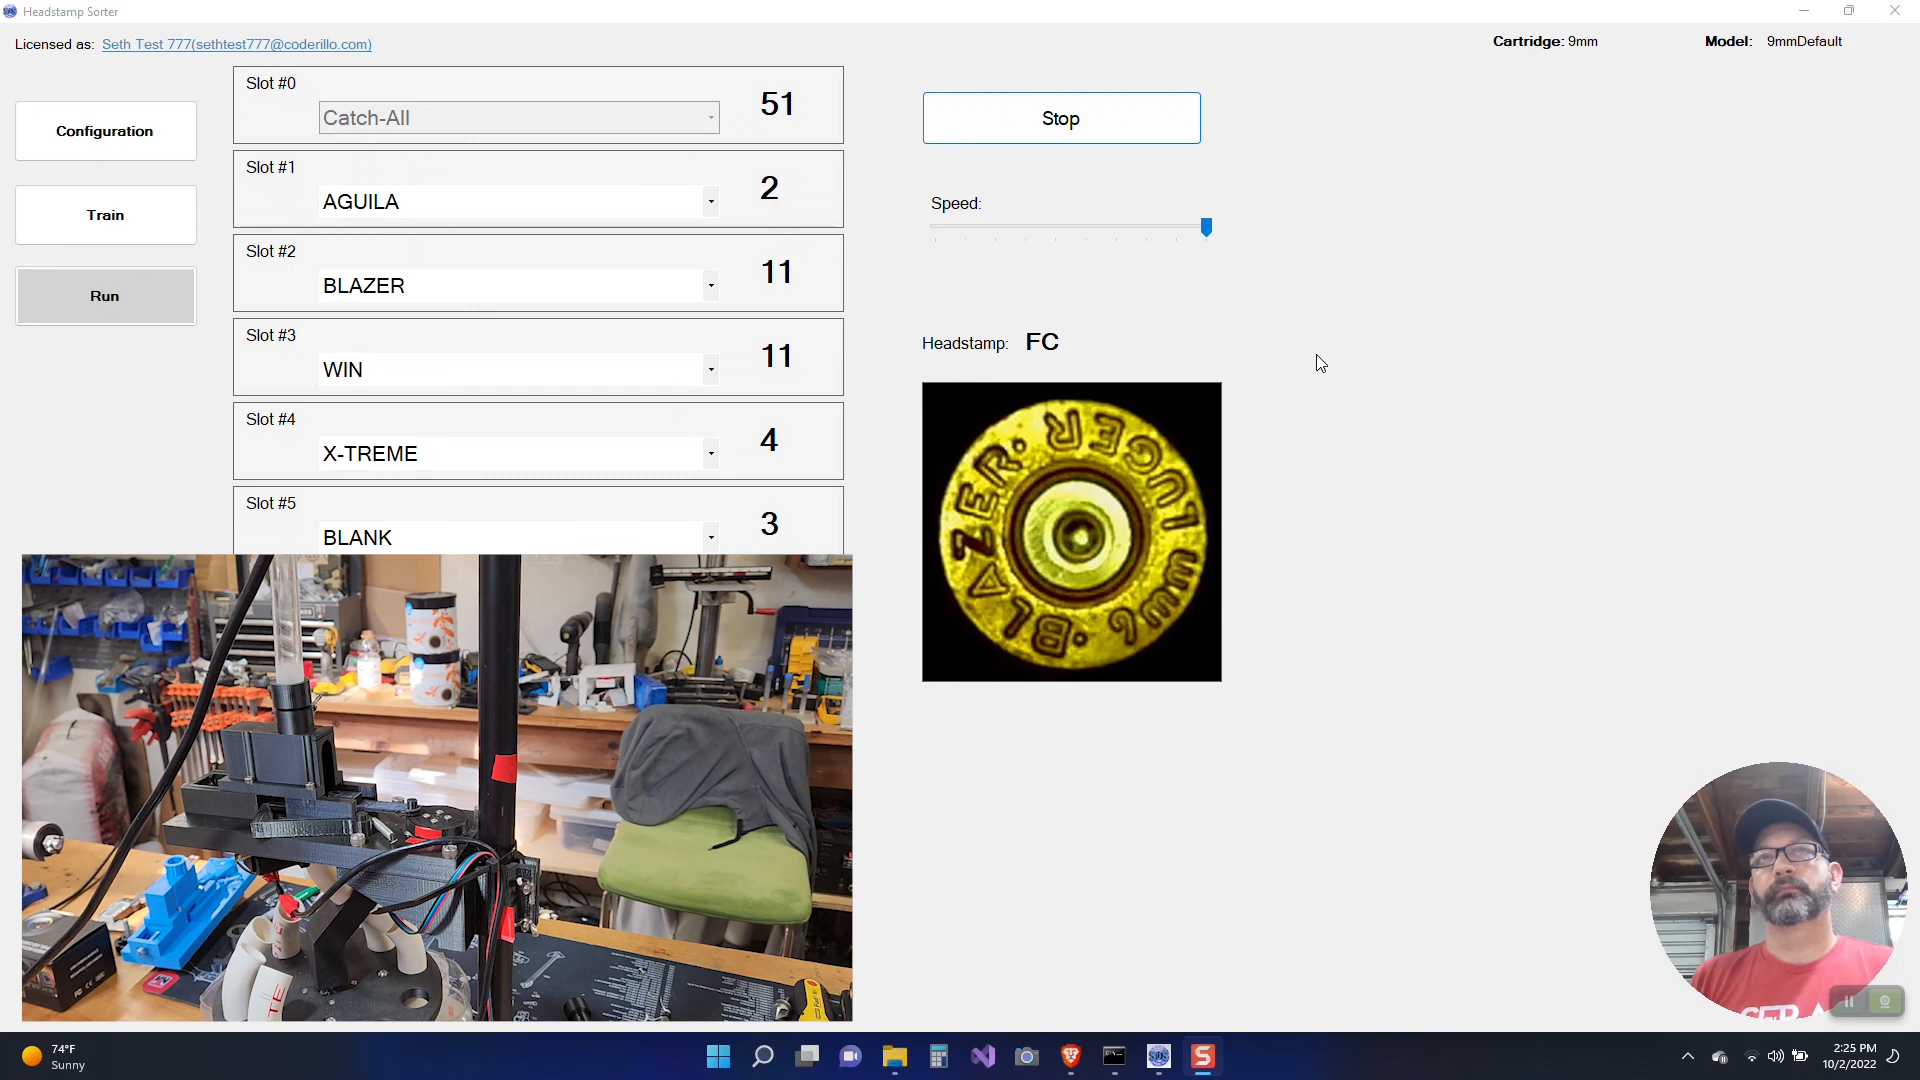 Headstamp Sorter
Licensed as: Seth Test 777(sethtest777@coderillo.com)
Cartridge: 9mm
Model: 9mmDefault
Configuration
Train
Run
Slot #0
Catch-All
51
Slot #1
AGUILA
2
Slot #2
BLAZER
11
Slot #3
WIN
11
Slot #4
X-TREME
4
Slot #5
BLANK
3
Stop
Speed:
Headstamp: FC
·BLAZER· LUGER 9mm
74°F
Sunny
2:25 PM
10/2/2022